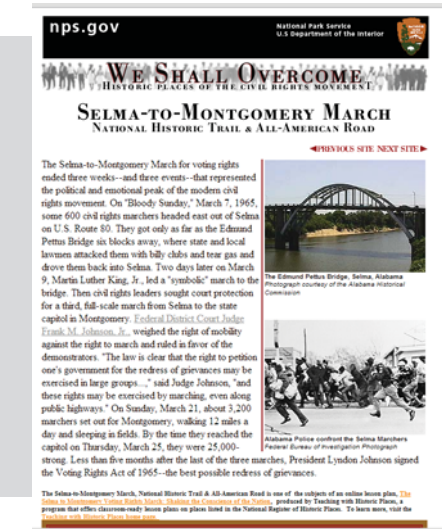 nps.gov
National Park Service
U.S Department of the Interior
WE SHALL OVERCOME
HISTORIC PLACES OF THE CIVIL RIGHTS MOVEMENT
SELMA-TO-MONTGOMERY MARCH
NATIONAL HISTORIC TRAIL & ALL-AMERICAN ROAD
PREVIOUS SITE NEXT SITE
The Selma-to-Montgomery March for voting rights
ended three weeks--and three events--that represented
the political and emotional peak of the modern civil
rights movement. On "Bloody Sunday," March 7, 1965,
some 600 civil rights marchers headed east out of Selma
on U.S. Route 80. They got only as far as the Edmund
Pettus Bridge six blocks away, where state and local
lawmen attacked them with billy clubs and tear gas and
drove them back into Selma. Two days later on March
9, Martin Luther King, Jr., led a "symbolic" march to the
bridge. Then civil rights leaders sought court protection
for a third, full-scale march from Selma to the state
capitol in Montgomery. Federal District Court Judge
Frank M. Johnson, Jr., weighed the right of mobility
against the right to march and ruled in favor of the
demonstrators. "The law is clear that the right to petition
one's government for the redress of grievances may be
exercised in large groups...," said Judge Johnson, "and
these rights may be exercised by marching, even along
public highways." On Sunday, March 21, about 3,200
marchers set out for Montgomery, walking 12 miles a
day and sleeping in fields. By the time they reached the
capitol on Thursday, March 25, they were 25,000-
strong. Less than five months after the last of the three marches, President Lyndon Johnson signed
the Voting Rights Act of 1965--the best possible redress of grievances.
The Edmund Pettus Bridge, Selma, Alabama
Photograph courtesy of the Alabama Historical
Commission
Alabama Police confront the Selma Marchers
Federal Bureau of Investigation Photograph
The Selma-to-Montgomery March, National Historic Trail & All-American Road is one of the subjects of an online lesson plan, The
Selma to Montgomery Voting Rights March: Shaking the Conscience of the Nation, produced by Teaching with Historic Places, a
program that offers classroom-ready lesson plans on places listed in the National Register of Historic Places. To learn more, visit the
Teaching with Historic Places home page.